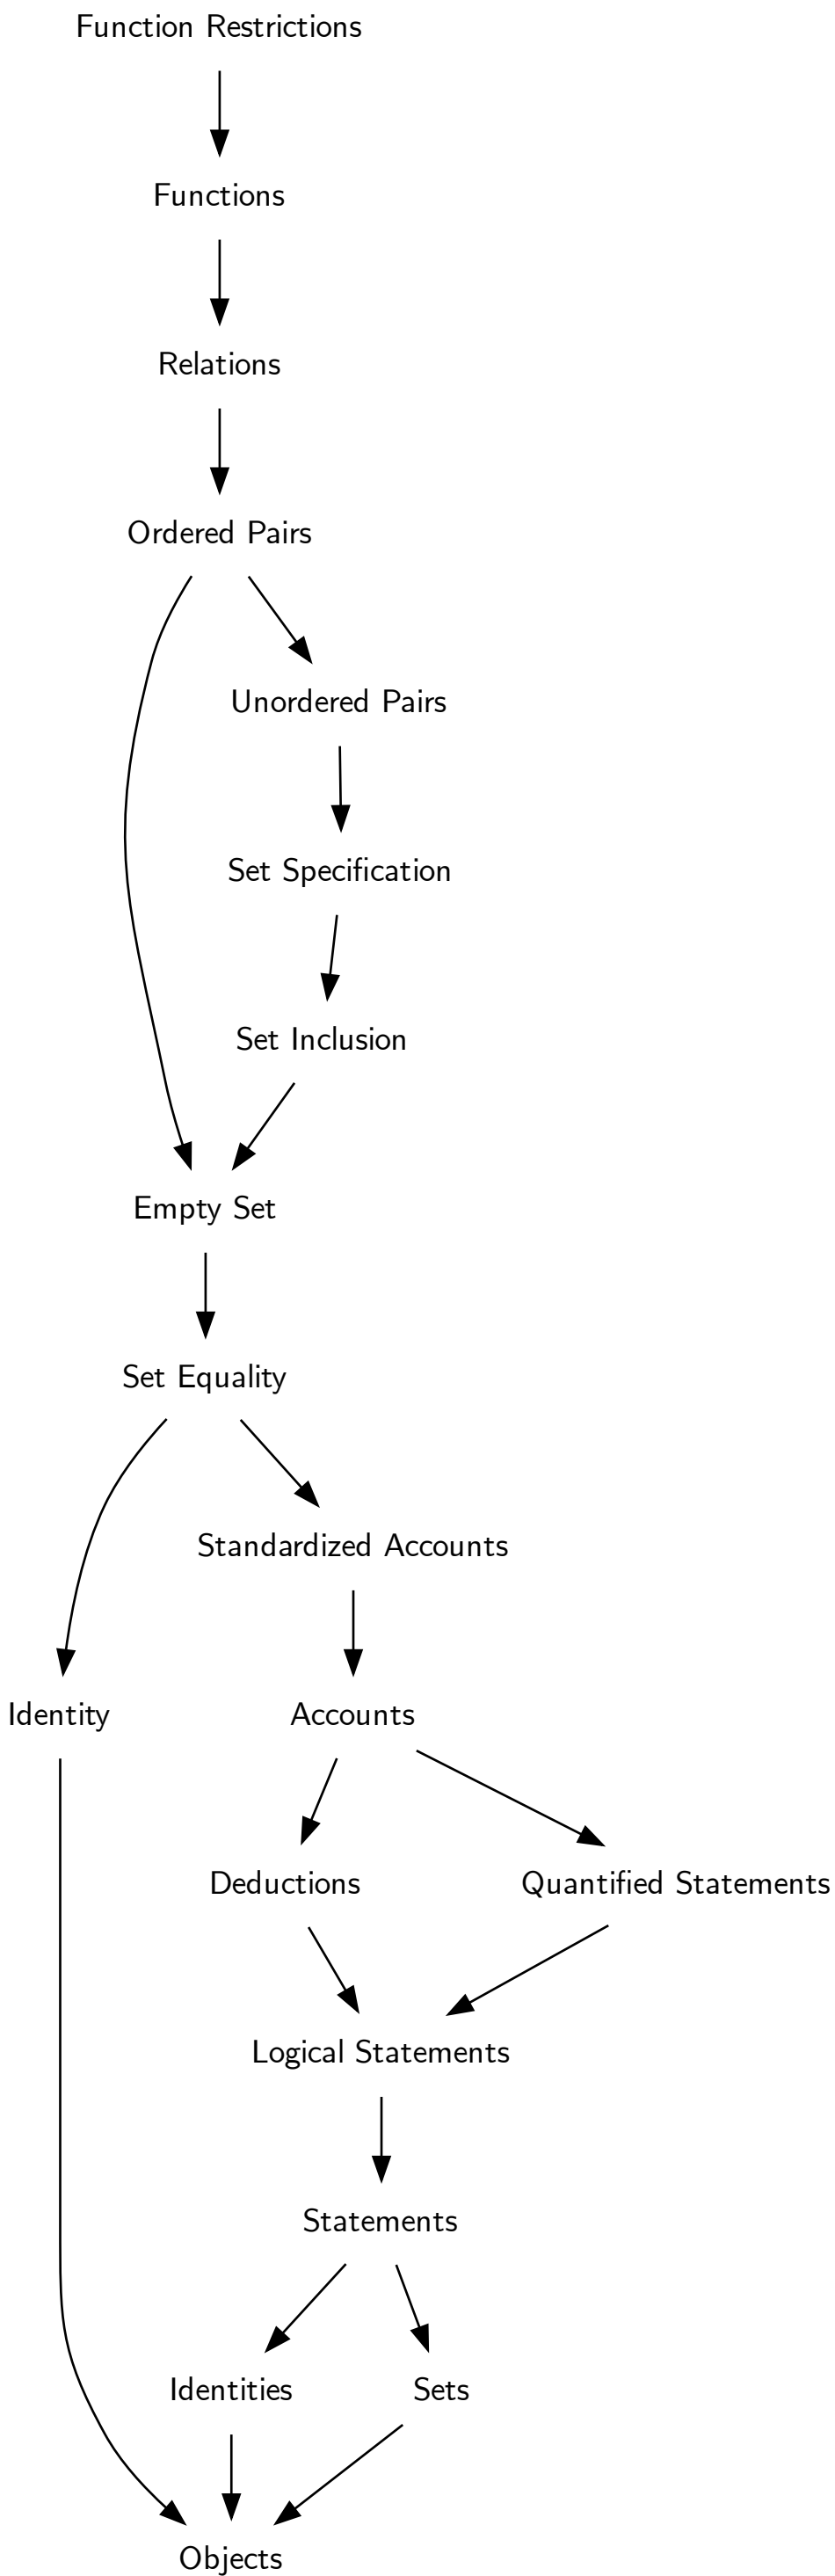 Function Restrictions
Functions
Relations
Ordered Pairs
Unordered Pairs
Set Specification
Set Inclusion
Empty Set
Set Equality
Standardized Accounts
Identity
Accounts
Deductions
Quantified Statements
Logical Statements
Statements
Identities
Sets
Objects